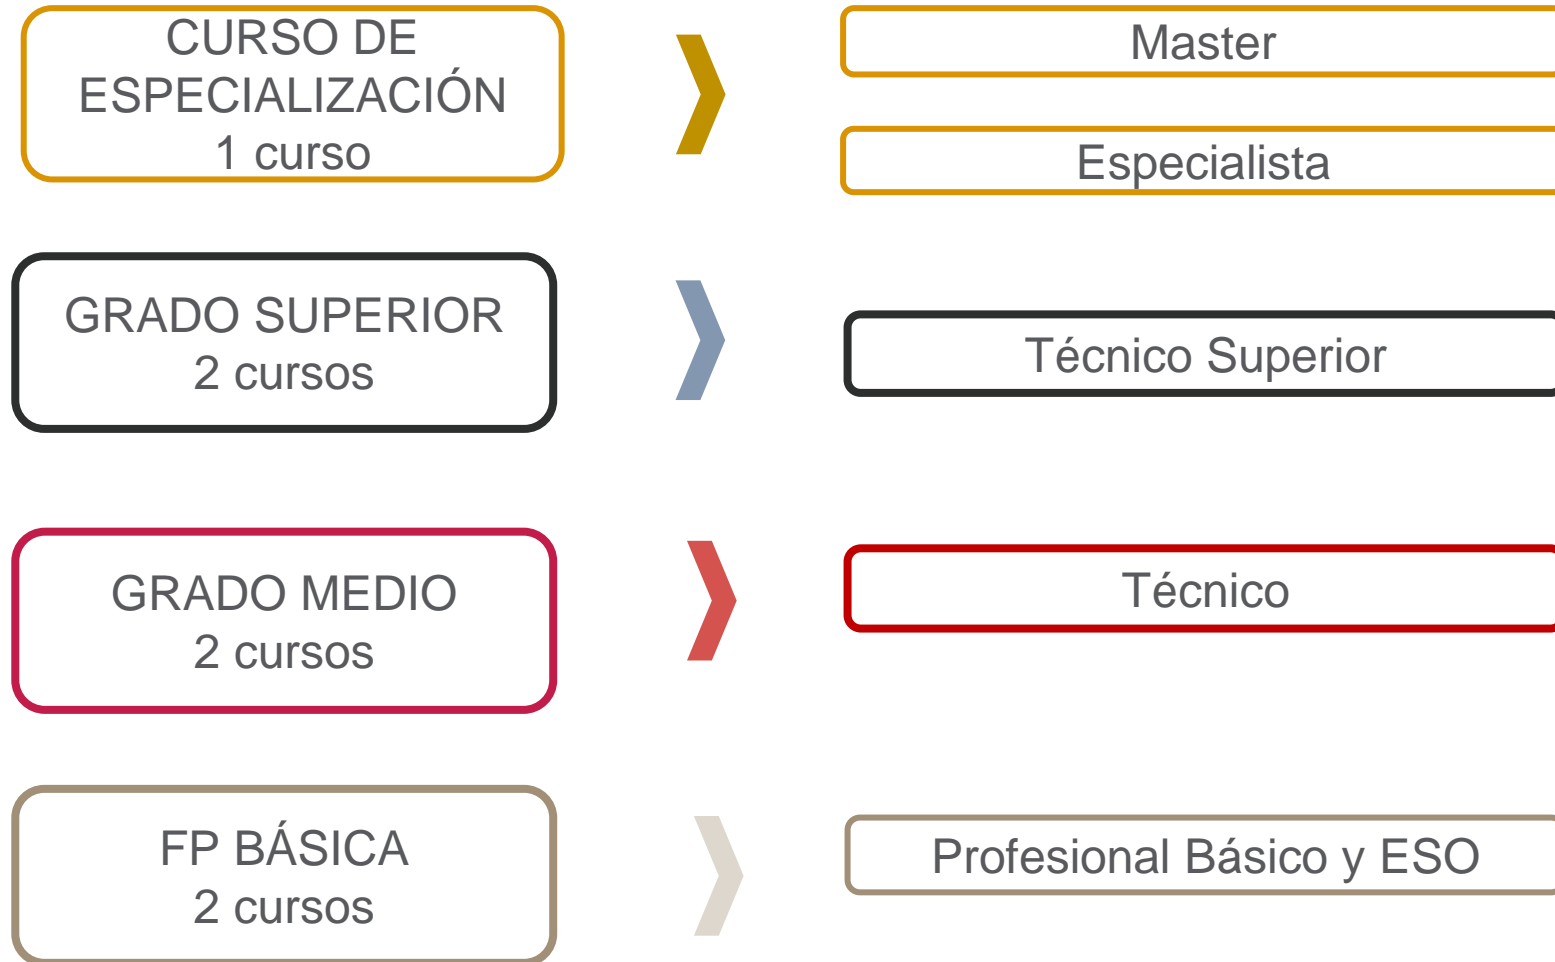 CURSO DE
ESPECIALIZACIÓN
1 curso
Master
Especialista
GRADO SUPERIOR
2 cursos
Técnico Superior
GRADO MEDIO
2 cursos
Técnico
FP BÁSICA
2 cursos
Profesional Básico y ESO